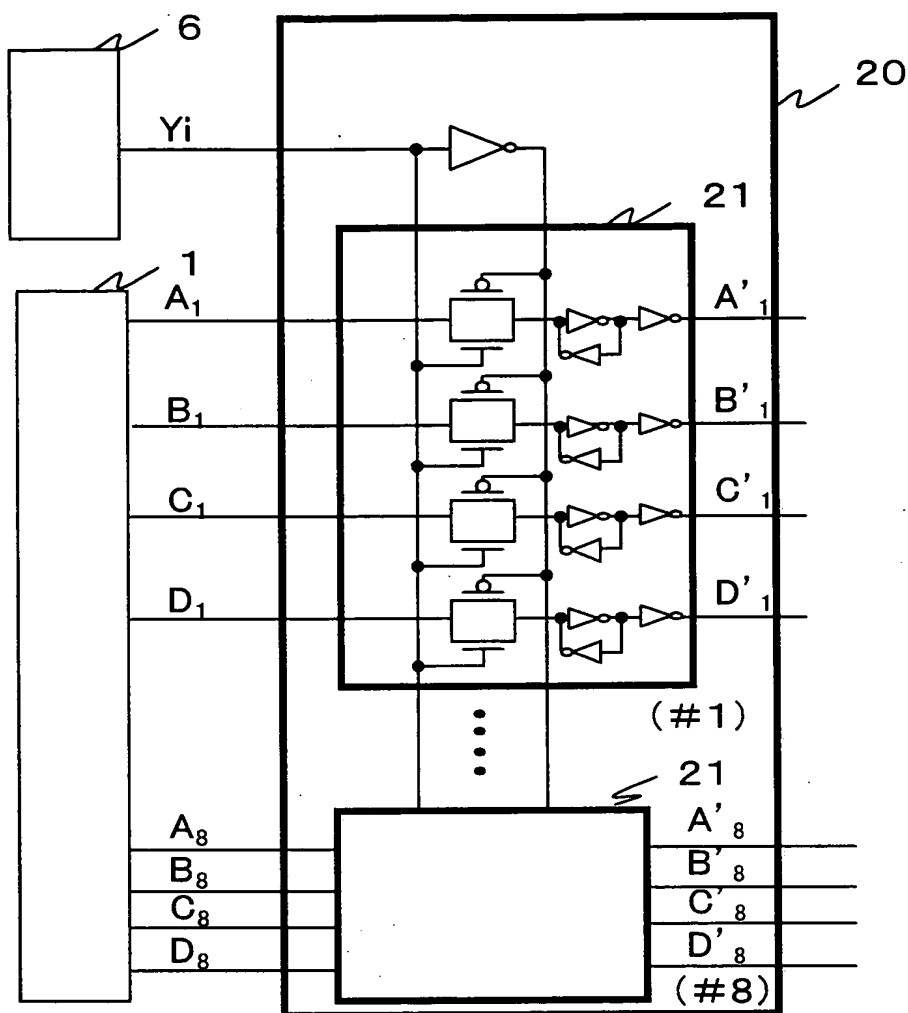 6
20
Yi
21
1
A₁
A'₁
B₁
B'₁
C₁
C'₁
D₁
D'₁
(#1)
21
A₈
A'₈
B₈
B'₈
C₈
C'₈
D₈
D'₈
(#8)